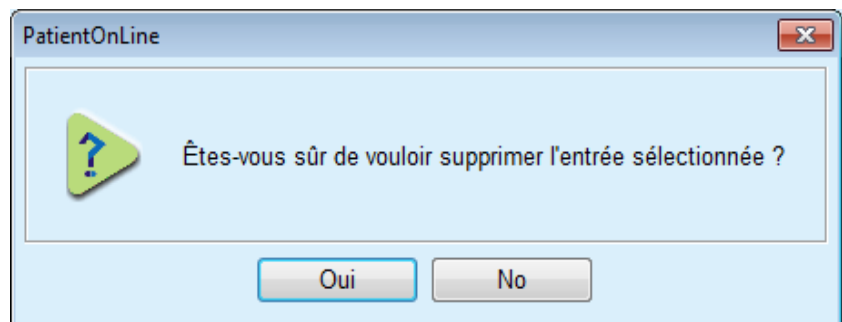 PatientOnLine
Êtes-vous sûr de vouloir supprimer l'entrée sélectionnée ?
Oui
No